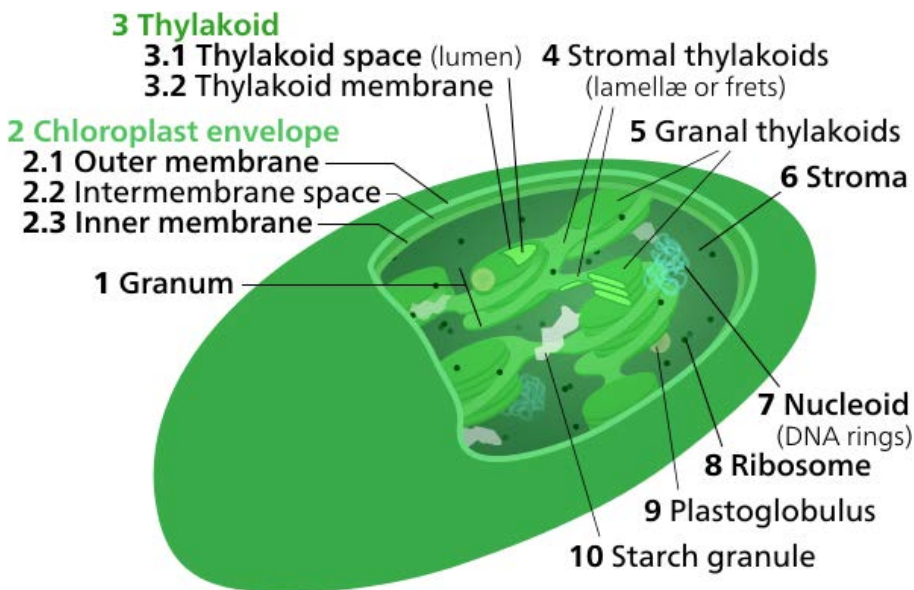 3 Thylakoid
3.1 Thylakoid space (lumen)
3.2 Thylakoid membrane
4 Stromal thylakoids
(lamellæ or frets)
2 Chloroplast envelope
2.1 Outer membrane
2.2 Intermembrane space
2.3 Inner membrane
5 Granal thylakoids
6 Stroma
1 Granum
7 Nucleoid
(DNA rings)
8 Ribosome
9 Plastoglobulus
10 Starch granule